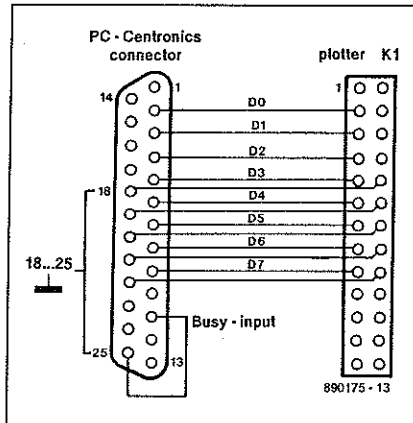 PC - Centronics
connector
plotter K1
1
14
1
D0
D1
D2
D3
18
D4
D5
D6
18...25
D7
Busy - input
25
13
890175 - 13